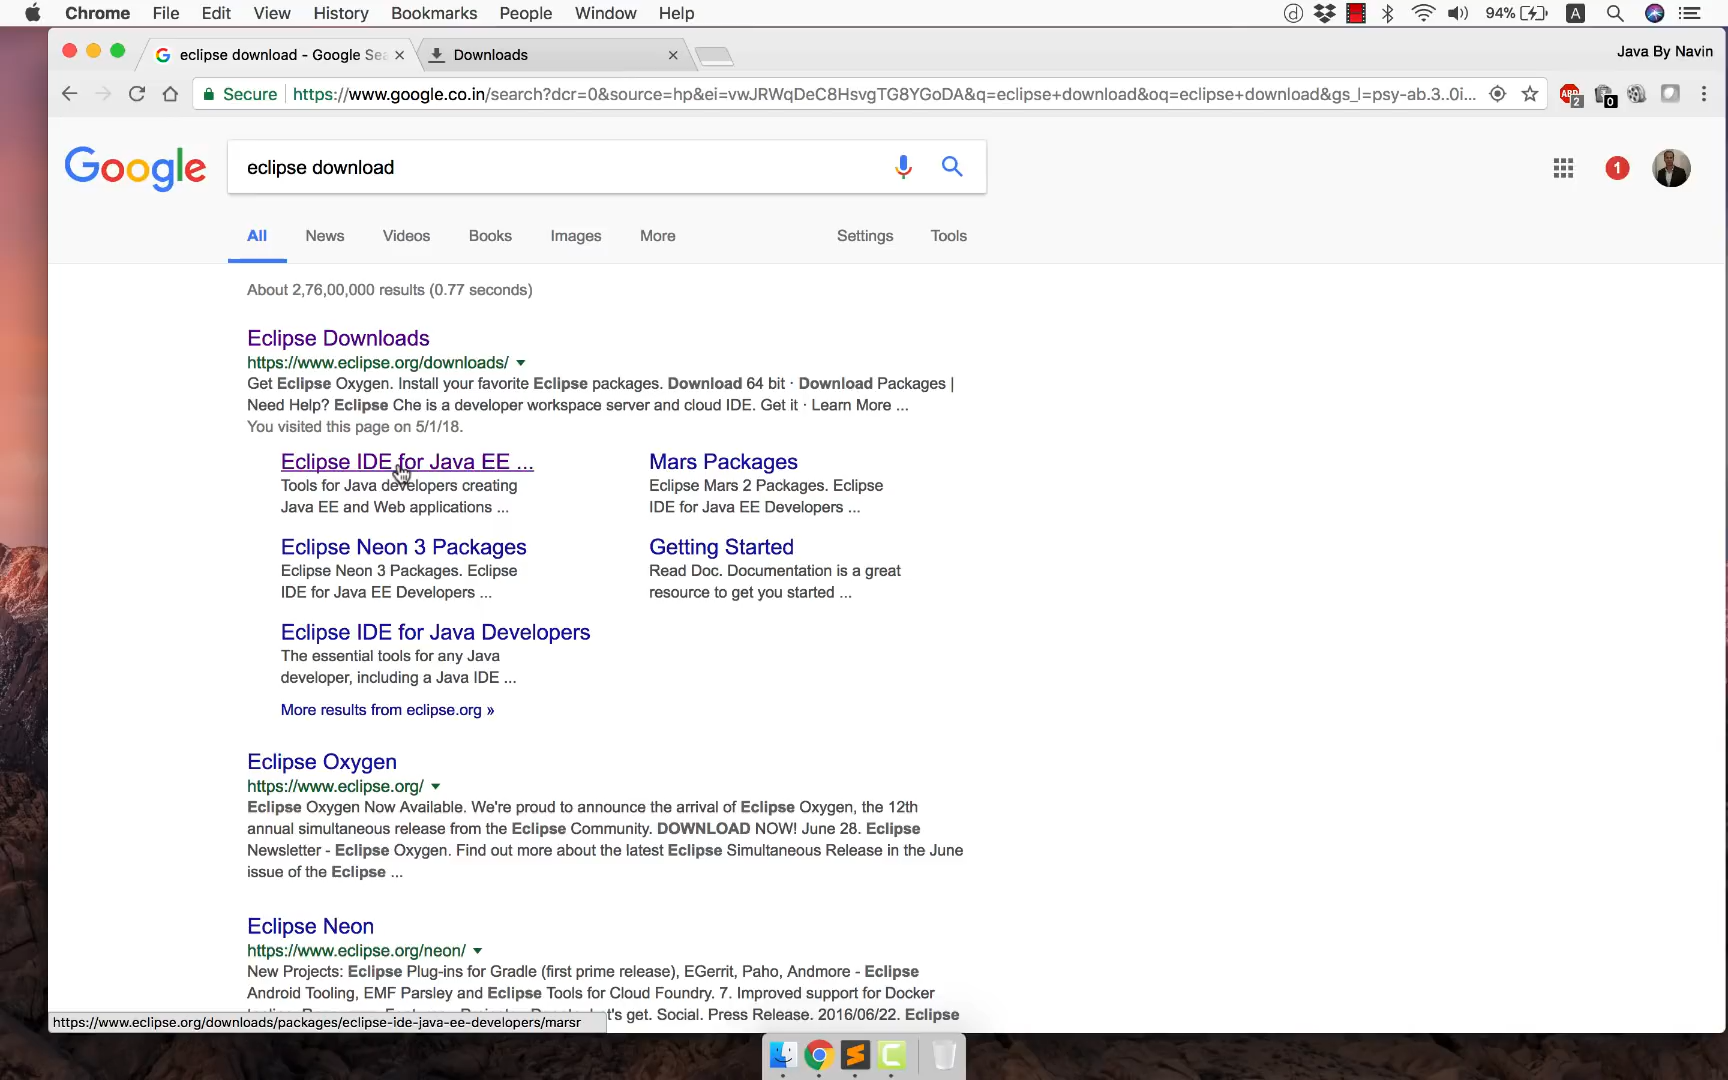 Chrome File Edit View History Bookmarks People Window Help 94% A
eclipse download - Google Sea Downloads Java By Navin
Secure https://www.google.co.in/search?dcr=0&source=hp&ei=vwJRWqDeC8HsvgTG8YGoDA&q=eclipse+download&oq=eclipse+download&gs_l=psy-ab.3..0i... ABP 2 0
Google eclipse download 1
All News Videos Books Images More Settings Tools
About 2,76,00,000 results (0.77 seconds)
Eclipse Downloads
https://www.eclipse.org/downloads/
Get Eclipse Oxygen. Install your favorite Eclipse packages. Download 64 bit · Download Packages |
Need Help? Eclipse Che is a developer workspace server and cloud IDE. Get it · Learn More ...
You visited this page on 5/1/18.
Eclipse IDE for Java EE ...
Tools for Java developers creating
Java EE and Web applications ...
Mars Packages
Eclipse Mars 2 Packages. Eclipse
IDE for Java EE Developers ...
Eclipse Neon 3 Packages
Eclipse Neon 3 Packages. Eclipse
IDE for Java EE Developers ...
Getting Started
Read Doc. Documentation is a great
resource to get you started ...
Eclipse IDE for Java Developers
The essential tools for any Java
developer, including a Java IDE ...
More results from eclipse.org »
Eclipse Oxygen
https://www.eclipse.org/
Eclipse Oxygen Now Available. We're proud to announce the arrival of Eclipse Oxygen, the 12th
annual simultaneous release from the Eclipse Community. DOWNLOAD NOW! June 28. Eclipse
Newsletter - Eclipse Oxygen. Find out more about the latest Eclipse Simultaneous Release in the June
issue of the Eclipse ...
Eclipse Neon
https://www.eclipse.org/neon/
New Projects: Eclipse Plug-ins for Gradle (first prime release), EGerrit, Paho, Andmore - Eclipse
Android Tooling, EMF Parsley and Eclipse Tools for Cloud Foundry. 7. Improved support for Docker
let's get. Social. Press Release. 2016/06/22. Eclipse
https://www.eclipse.org/downloads/packages/eclipse-ide-java-ee-developers/marsr